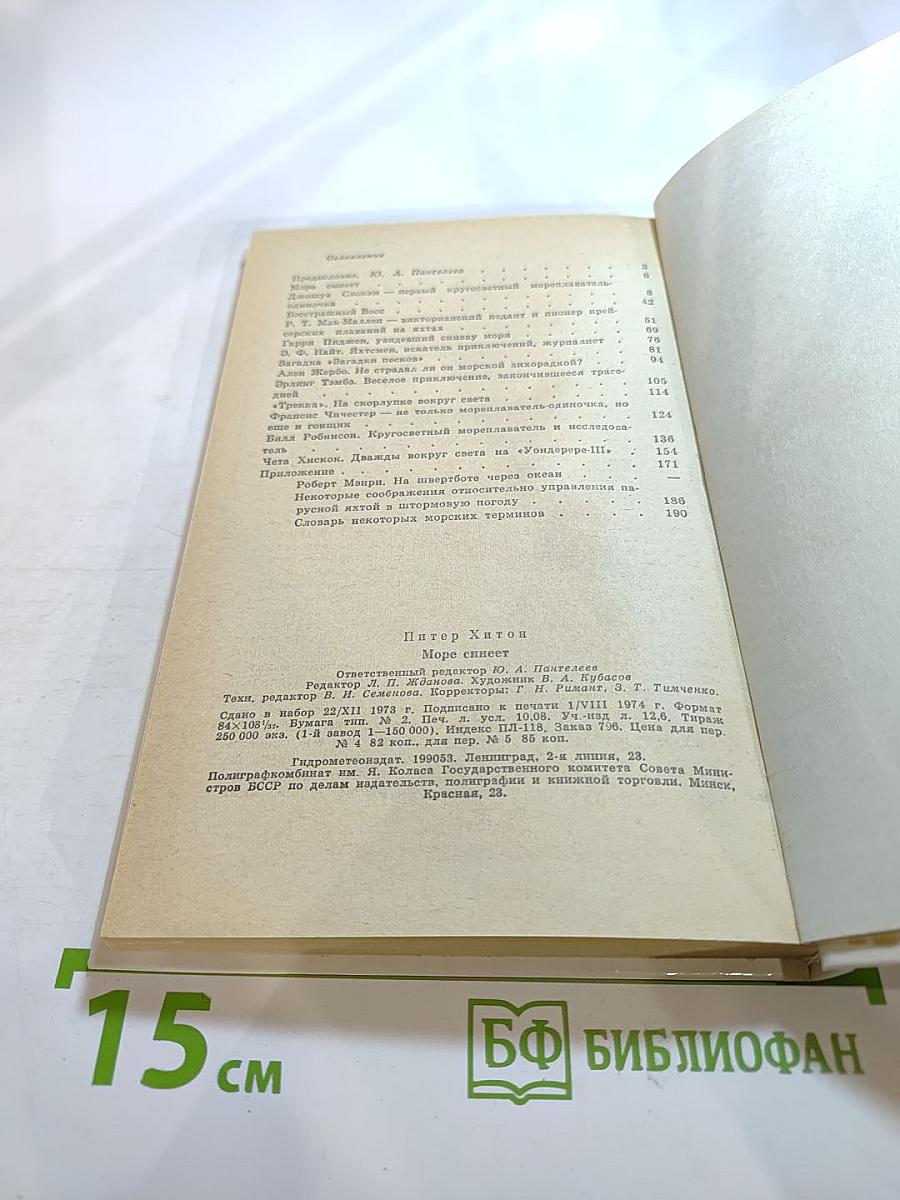 Оглавление
Предисловие. Ю. А. Пантелеев . . . . . . 3
Море синеет . . . . . . . . . . 6
Джошуа Слокэм — первый кругосветный мореплаватель-
одиночка . . . . . . . . . . 8
Бесстрашный Восс . . . . . . . . . 42
Р. Т. Мак-Маллен — викторианский педант и пионер крей-
серских плаваний на яхтах . . . . . . . 51
Гарри Пиджен, увидевший синеву моря . . . . . 69
Э. Ф. Найт. Яхтсмен, искатель приключений, журналист . 76
Загадка «Загадки песков» . . . . . . . . 81
Ален Жербо. Не страдал ли он морской лихорадкой? . . 94
Эрлинг Тэмбз. Веселое приключение, закончившееся траге-
дией . . . . . . . . . . . 105
«Трекка». На скорлупке вокруг света . . . . . 114
Франсис Чичестер — не только мореплаватель-одиночка, но
еще и гонщик . . . . . . . . . 124
Билл Робинсон. Кругосветный мореплаватель и исследова-
тель . . . . . . . . . . . 136
Чета Хискок. Дважды вокруг света на «Уондерере-III» . 154
Приложение . . . . . . . . . . 171
Роберт Мэнри. На швертботе через океан . . . —
Некоторые соображения относительно управления па-
русной яхтой в штормовую погоду . . . . . 186
Словарь некоторых морских терминов . . . . 190
Питер Хитон
Море синеет
Ответственный редактор Ю. А. Пантелеев
Редактор Л. П. Жданова. Художник В. А. Кубасов
Техн. редактор В. И. Семенова. Корректоры: Г. Н. Римант, З. Т. Тимченко.
Сдано в набор 22/XII 1973 г. Подписано к печати 1/VIII 1974 г. Формат
84×108 1/32. Бумага тип. № 2. Печ. л. усл. 10,08. Уч.-изд л. 12,6. Тираж
250 000 экз. (1-й завод 1—150 000). Индекс ПЛ-118. Заказ 796. Цена для пер.
№ 4 82 коп., для пер. № 5 85 коп.
Гидрометеоиздат. 199053. Ленинград, 2-я линия, 23.
Полиграфкомбинат им. Я. Коласа Государственного комитета Совета Мини-
стров БССР по делам издательств, полиграфии и книжной торговли. Минск,
Красная, 23.
15 см
БФ БИБЛИОФАН